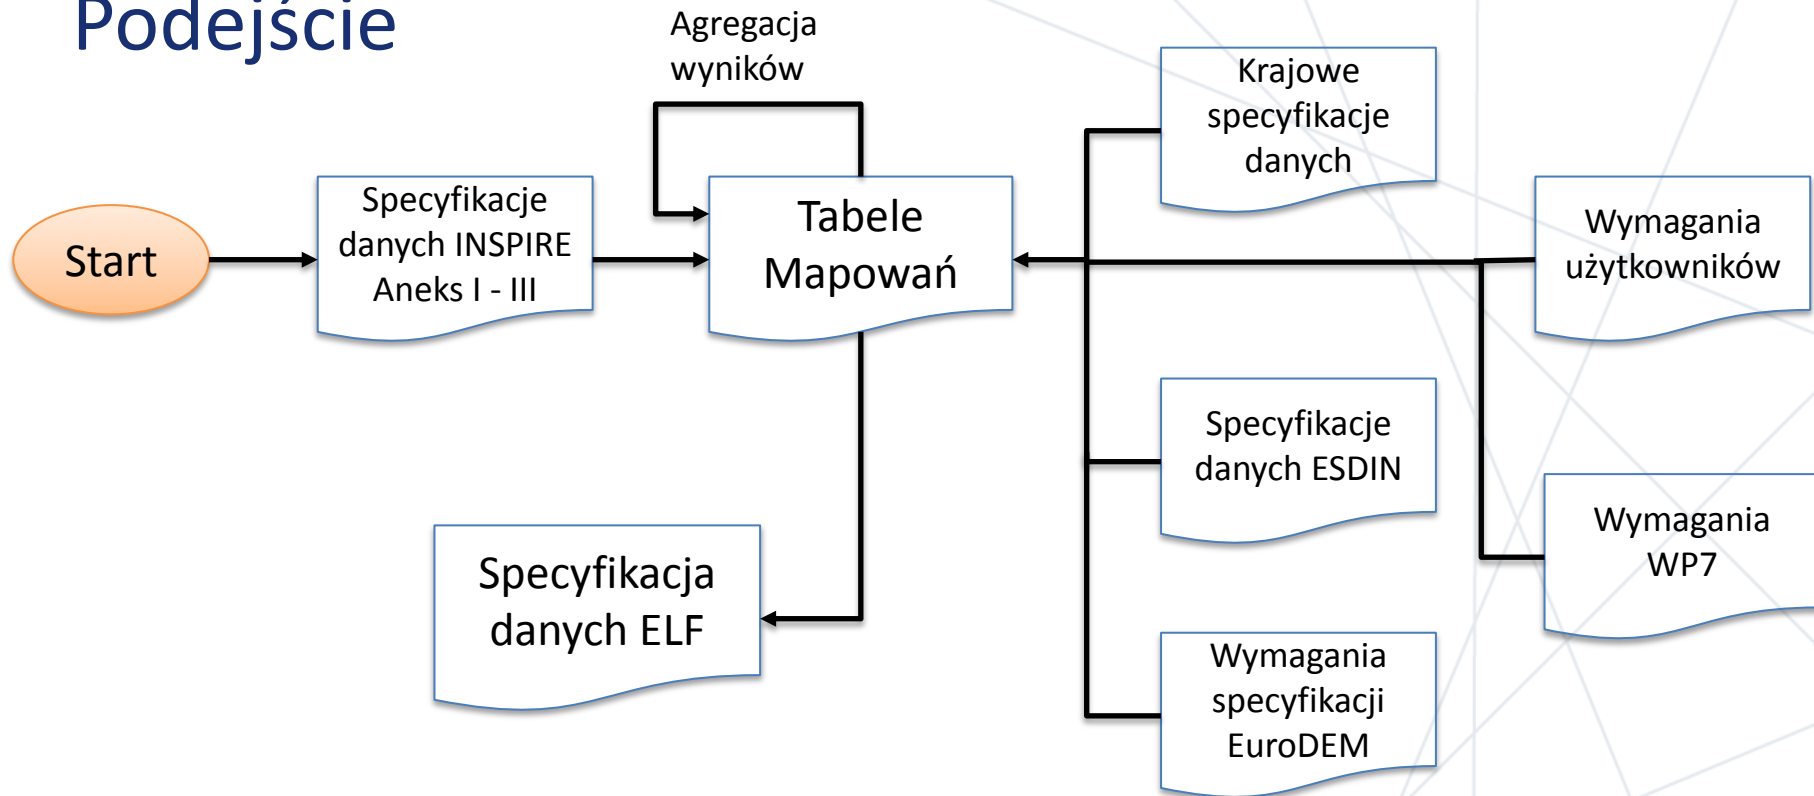 Podejście
Agregacja
wyników
Start
Specyfikacje
danych INSPIRE
Aneks I - III
Tabele
Mapowań
Krajowe
specyfikacje
danych
Wymagania
użytkowników
Specyfikacje
danych ESDIN
Wymagania
WP7
Specyfikacja
danych ELF
Wymagania
specyfikacji
EuroDEM